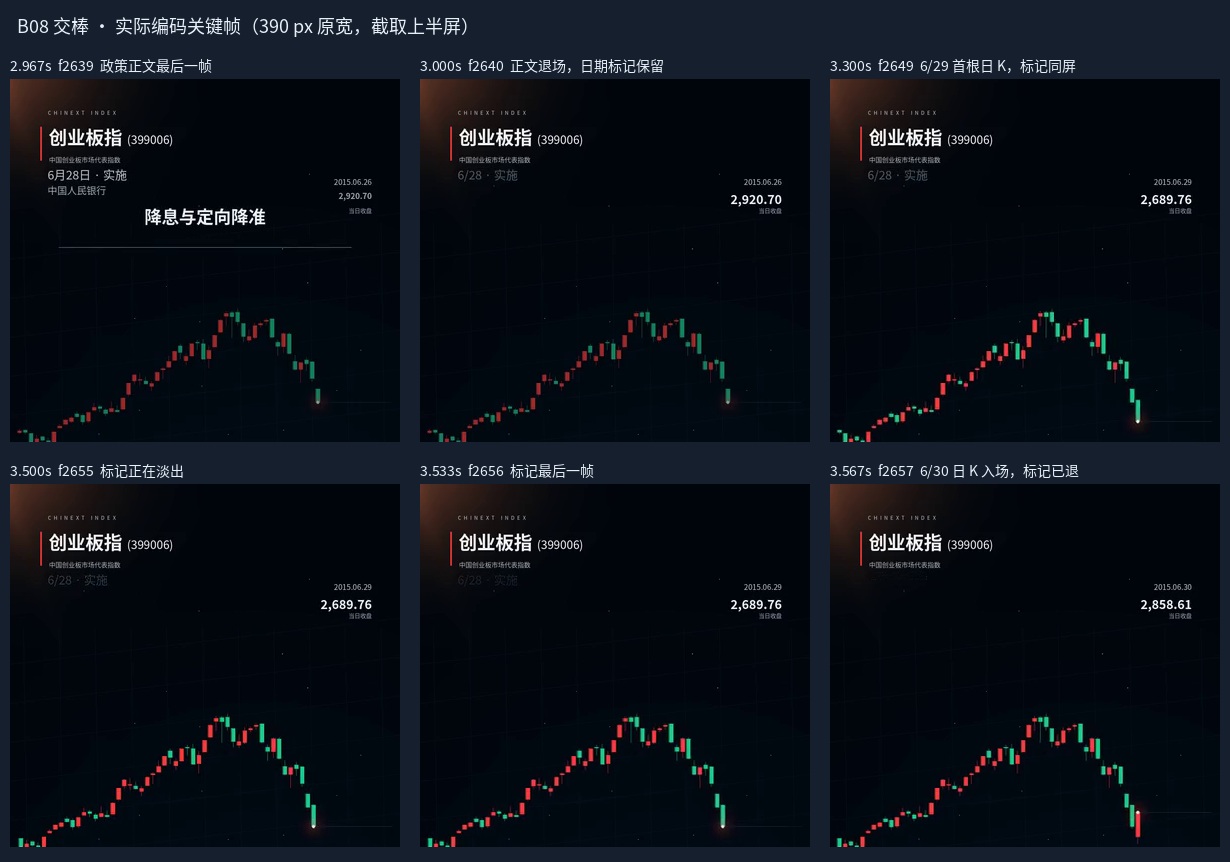 B08 交棒 · 实际编码关键帧（390 px 原宽，截取上半屏）
2.967s f2639 政策正文最后一帧
CHINEXT INDEX
创业板指 (399006)
中国创业板市场代表指数
6月28日 · 实施
中国人民银行
2015.06.26
2,920.70
当日收盘
降息与定向降准
3.000s f2640 正文退场，日期标记保留
CHINEXT INDEX
创业板指 (399006)
中国创业板市场代表指数
6/28 · 实施
2015.06.26
2,920.70
当日收盘
3.300s f2649 6/29 首根日 K，标记同屏
CHINEXT INDEX
创业板指 (399006)
中国创业板市场代表指数
6/28 · 实施
2015.06.29
2,689.76
当日收盘
3.500s f2655 标记正在淡出
CHINEXT INDEX
创业板指 (399006)
中国创业板市场代表指数
6/28 · 实施
2015.06.29
2,689.76
当日收盘
3.533s f2656 标记最后一帧
CHINEXT INDEX
创业板指 (399006)
中国创业板市场代表指数
6/28 · 实施
2015.06.29
2,689.76
当日收盘
3.567s f2657 6/30 日 K 入场，标记已退
CHINEXT INDEX
创业板指 (399006)
中国创业板市场代表指数
2015.06.30
2,858.61
当日收盘